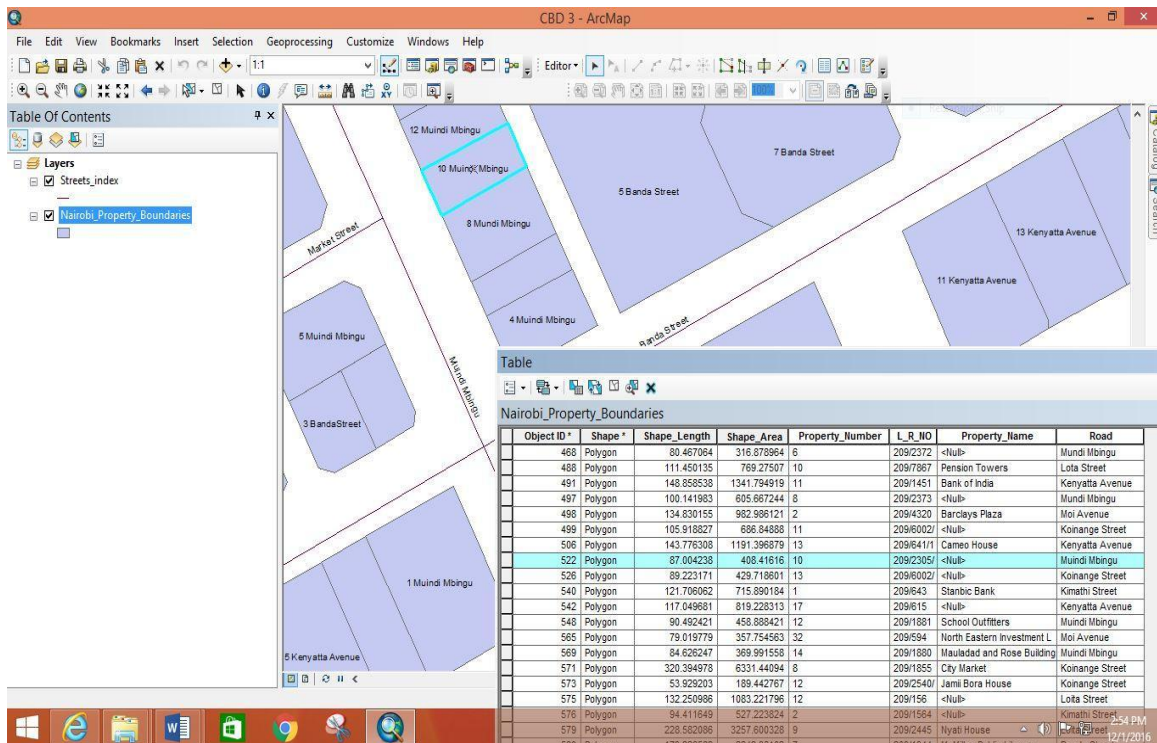 CBD 3 - ArcMap
File Edit View Bookmarks Insert Selection Geoprocessing Customize Windows Help
1:1
Editor
100%
Table Of Contents
Layers
Streets_index
Nairobi_Property_Boundaries
Catalog
Search
12 Muindi Mbingu
10 Muindi Mbingu
8 Mundi Mbingu
4 Muindi Mbingu
5 Banda Street
7 Banda Street
13 Kenyatta Avenue
11 Kenyatta Avenue
Market Street
Banda Street
Muindi Mbingu
5 Muindi Mbingu
3 BandaStreet
1 Muindi Mbingu
5 Kenyatta Avenue
Table
Nairobi_Property_Boundaries
Object ID * Shape * Shape_Length Shape_Area Property_Number L_R_NO Property_Name Road
468 Polygon 80.467064 316.878964 6 209/2372 <Null> Mundi Mbingu
488 Polygon 111.450135 769.27507 10 209/7867 Pension Towers Lota Street
491 Polygon 148.858538 1341.794919 11 209/1451 Bank of India Kenyatta Avenue
497 Polygon 100.141983 605.667244 8 209/2373 <Null> Mundi Mbingu
498 Polygon 134.830155 982.986121 2 209/4320 Barclays Plaza Moi Avenue
499 Polygon 105.918827 686.84888 11 209/6002/ <Null> Koinange Street
506 Polygon 143.776308 1191.396879 13 209/641/1 Cameo House Kenyatta Avenue
522 Polygon 87.004238 408.41616 10 209/2305/ <Null> Muindi Mbingu
526 Polygon 89.223171 429.718601 13 209/6002/ <Null> Koinange Street
540 Polygon 121.706062 715.890184 1 209/643 Stanbic Bank Kimathi Street
542 Polygon 117.049681 819.228313 17 209/615 <Null> Kenyatta Avenue
548 Polygon 90.492421 458.888421 12 209/1881 School Outfitters Muindi Mbingu
565 Polygon 79.019779 357.754563 32 209/594 North Eastern Investment L Moi Avenue
569 Polygon 84.626247 369.991558 14 209/1880 Mauladad and Rose Building Muindi Mbingu
571 Polygon 320.394978 6331.44094 8 209/1855 City Market Koinange Street
573 Polygon 53.929203 189.442767 12 209/2540/ Jamii Bora House Koinange Street
575 Polygon 132.250986 1083.221796 12 209/156 <Null> Loita Street
576 Polygon 94.411649 527.223824 2 209/1564 <Null> Kimathi Street
579 Polygon 228.582086 3257.600328 9 209/2445 Nyati House
2:54 PM
12/1/2016